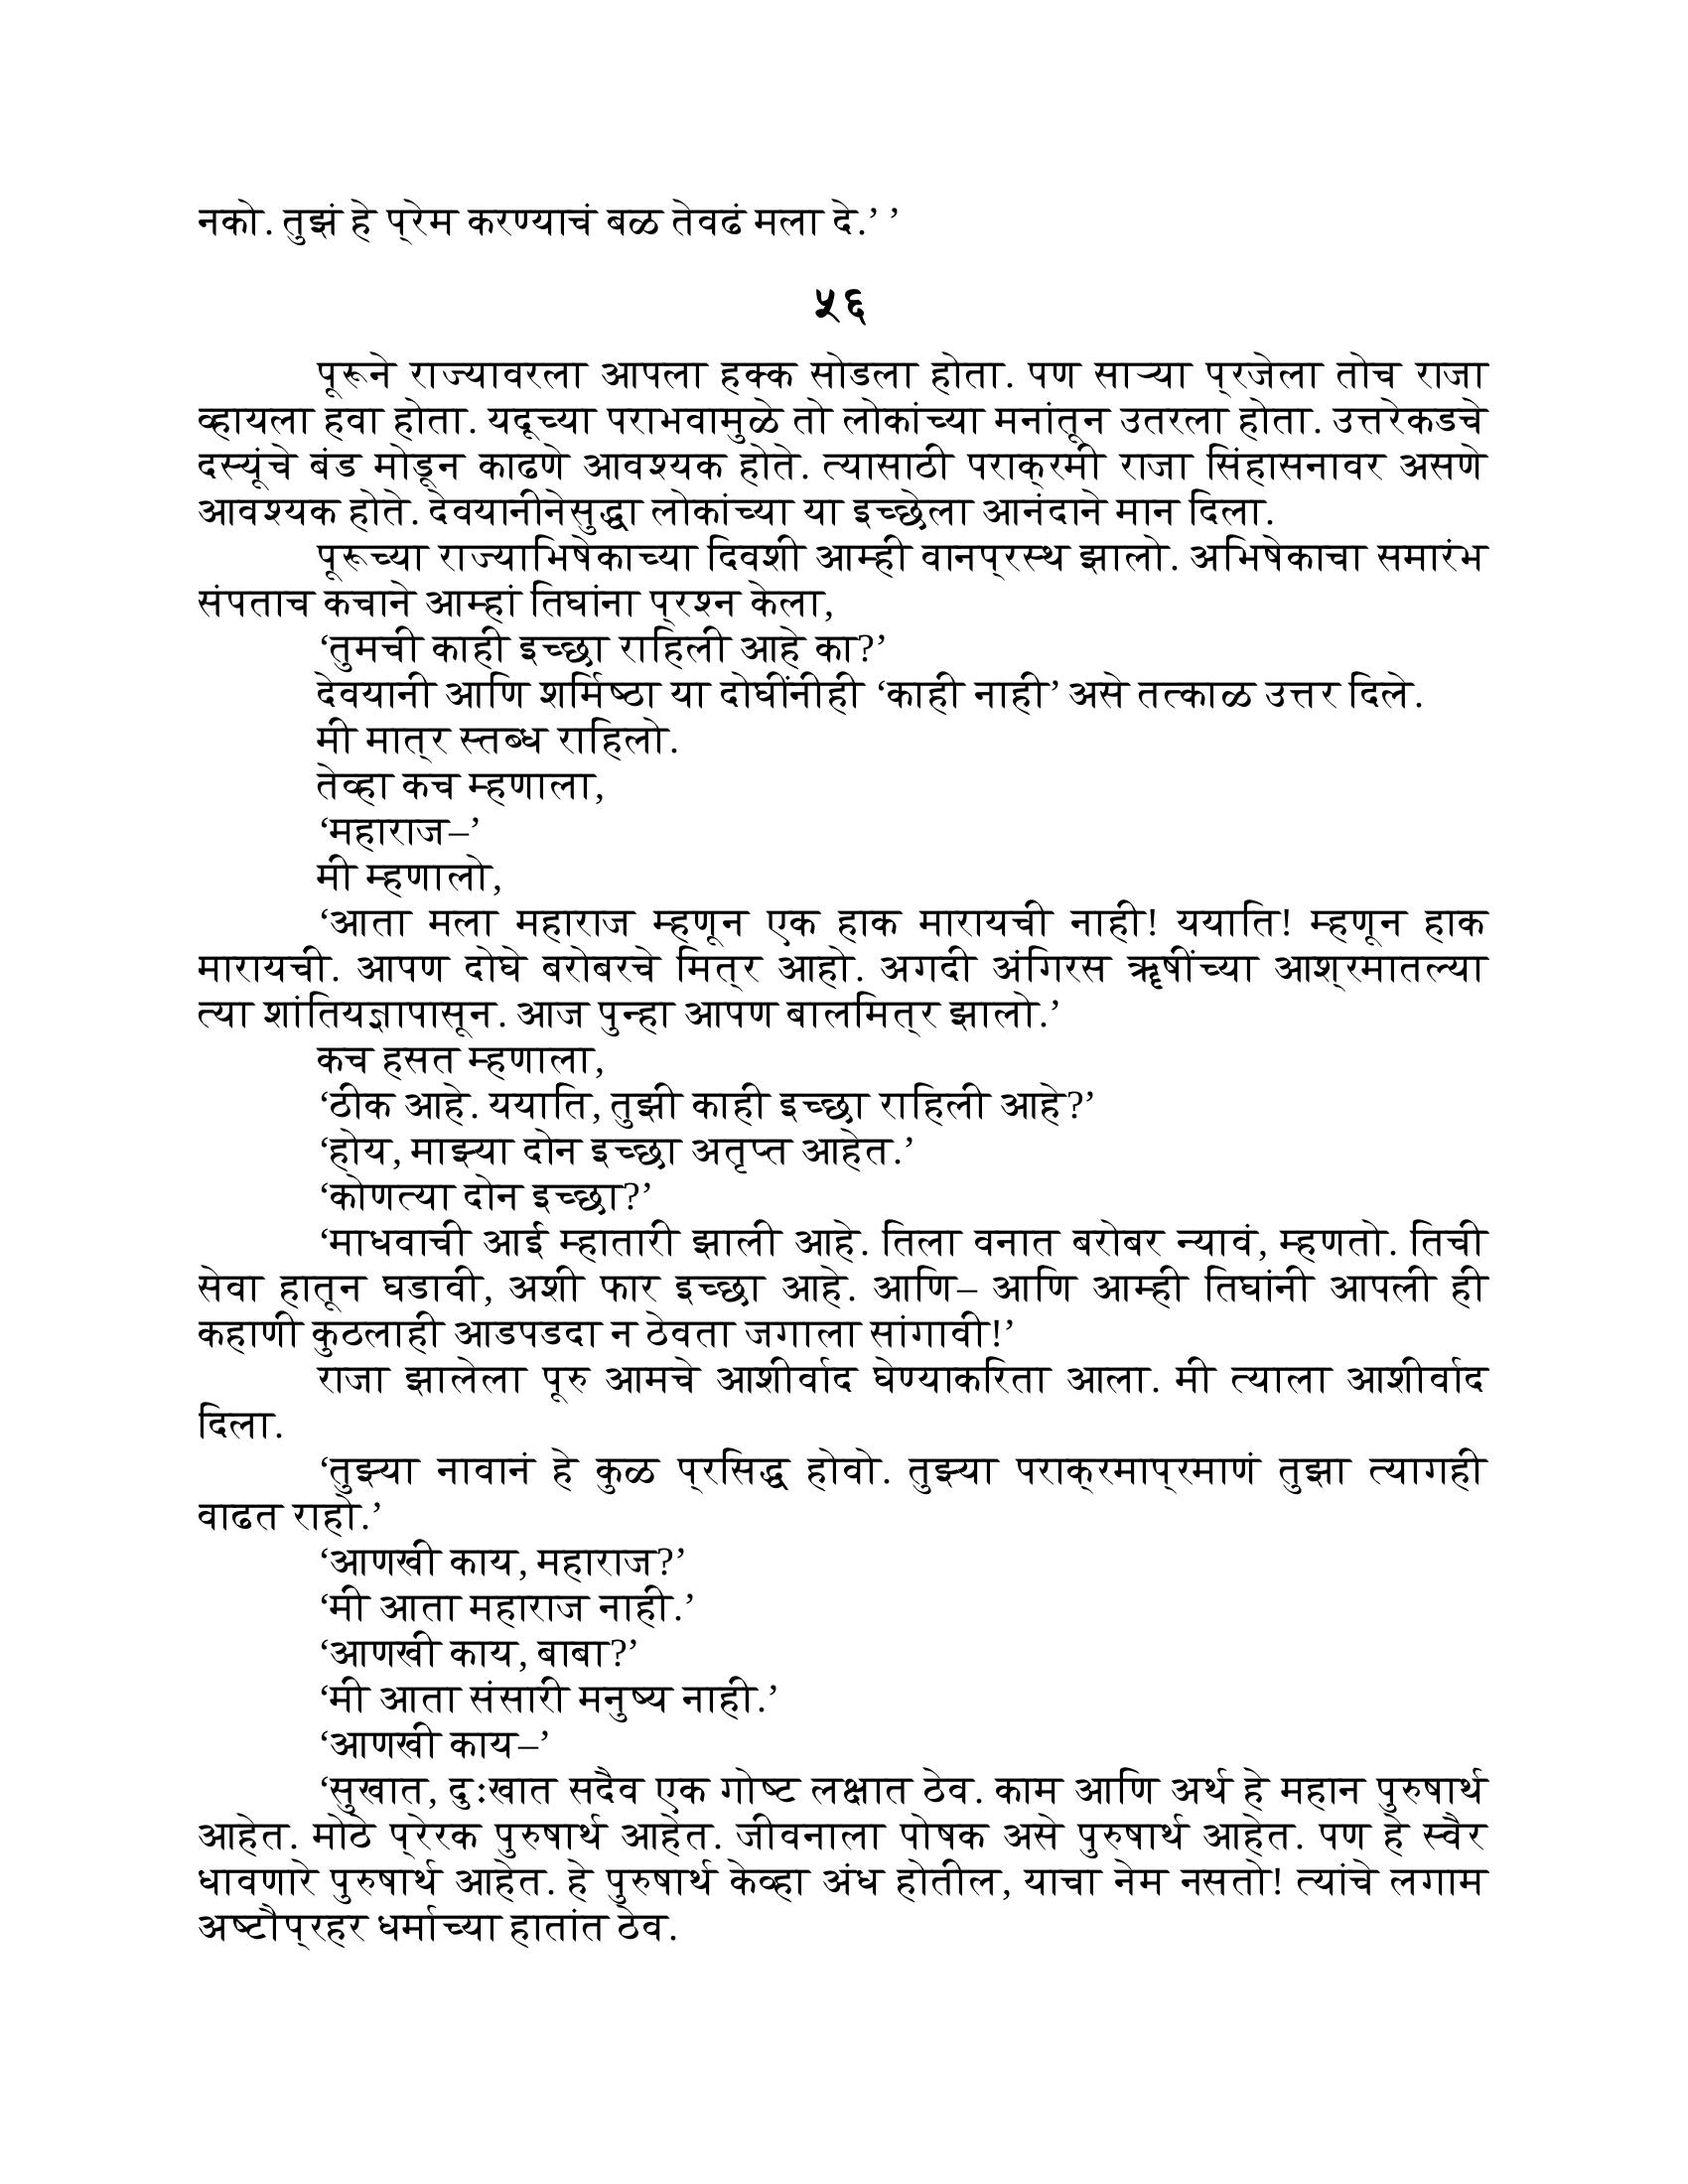 नको. तुझं हे प्रेम करण्याचं बळ तेवढं मला दे.’ ’
५६
पूरूने राज्यावरला आपला हक्क सोडला होता. पण साऱ्या प्रजेला तोच राजा
व्हायला हवा होता. यदूच्या पराभवामुळे तो लोकांच्या मनांतून उतरला होता. उत्तरेकडचे
दस्यूंचे बंड मोडून काढणे आवश्यक होते. त्यासाठी पराक्रमी राजा सिंहासनावर असणे
आवश्यक होते. देवयानीनेसुद्धा लोकांच्या या इच्छेला आनंदाने मान दिला.
पूरूच्या राज्याभिषेकाच्या दिवशी आम्ही वानप्रस्थ झालो. अभिषेकाचा समारंभ
संपताच कचाने आम्हां तिघांना प्रश्न केला,
‘तुमची काही इच्छा राहिली आहे का?’
देवयानी आणि शर्मिष्ठा या दोघींनीही ‘काही नाही’ असे तत्काळ उत्तर दिले.
मी मात्र स्तब्ध राहिलो.
तेव्हा कच म्हणाला,
‘महाराज–’
मी म्हणालो,
‘आता मला महाराज म्हणून एक हाक मारायची नाही! ययाति! म्हणून हाक
मारायची. आपण दोघे बरोबरचे मित्र आहो. अगदी अंगिरस ॠषींच्या आश्रमातल्या
त्या शांतियज्ञापासून. आज पुन्हा आपण बालमित्र झालो.’
कच हसत म्हणाला,
‘ठीक आहे. ययाति, तुझी काही इच्छा राहिली आहे?’
‘होय, माझ्या दोन इच्छा अतृप्त आहेत.’
‘कोणत्या दोन इच्छा?’
‘माधवाची आई म्हातारी झाली आहे. तिला वनात बरोबर न्यावं, म्हणतो. तिची
सेवा हातून घडावी, अशी फार इच्छा आहे. आणि– आणि आम्ही तिघांनी आपली ही
कहाणी कुठलाही आडपडदा न ठेवता जगाला सांगावी!’
राजा झालेला पूरु आमचे आशीर्वाद घेण्याकरिता आला. मी त्याला आशीर्वाद
दिला.
‘तुझ्या नावानं हे कुळ प्रसिद्ध होवो. तुझ्या पराक्रमाप्रमाणं तुझा त्यागही
वाढत राहो.’
‘आणखी काय, महाराज?’
‘मी आता महाराज नाही.’
‘आणखी काय, बाबा?’
‘मी आता संसारी मनुष्य नाही.’
‘आणखी काय–’
‘सुखात, दुःखात सदैव एक गोष्ट लक्षात ठेव. काम आणि अर्थ हे महान पुरुषार्थ
आहेत. मोठे प्रेरक पुरुषार्थ आहेत. जीवनाला पोषक असे पुरुषार्थ आहेत. पण हे स्वैर
धावणारे पुरुषार्थ आहेत. हे पुरुषार्थ केव्हा अंध होतील, याचा नेम नसतो! त्यांचे लगाम
अष्टौप्रहर धर्माच्या हातांत ठेव.